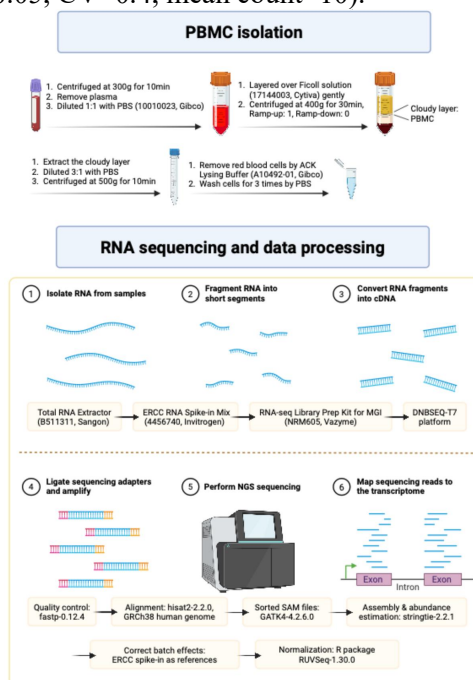 0.05, CV=0.4, mean count=10).
PBMC isolation
1. Centrifuged at 300g for 10min
2. Remove plasma
3. Diluted 1:1 with PBS (10010023, Gibco)
1. Layered over Ficoll solution
(17144003, Cytiva) gently
2. Centrifuged at 400g for 30min,
Ramp-up: 1, Ramp-down: 0
Cloudy layer:
PBMC
1. Extract the cloudy layer
2. Diluted 3:1 with PBS
3. Centrifuged at 500g for 10min
1. Remove red blood cells by ACK
Lysing Buffer (A10492-01, Gibco)
2. Wash cells for 3 times by PBS
RNA sequencing and data processing
1 Isolate RNA from samples
2 Fragment RNA into
short segments
3 Convert RNA fragments
into cDNA
Total RNA Extractor
(B511311, Sangon)
ERCC RNA Spike-in Mix
(4456740, Invitrogen)
RNA-seq Library Prep Kit for MGI
(NRM605, Vazyme)
DNBSEQ-T7
platform
4 Ligate sequencing adapters
and amplify
5 Perform NGS sequencing
6 Map sequencing reads to
the transcriptome
Exon
Intron
Exon
Quality control:
fastp-0.12.4
Alignment: hisat2-2.2.0,
GRCh38 human genome
Sorted SAM files:
GATK4-4.2.6.0
Assembly & abundance
estimation: stringtie-2.2.1
Correct batch effects:
ERCC spike-in as references
Normalization: R package
RUVSeq-1.30.0